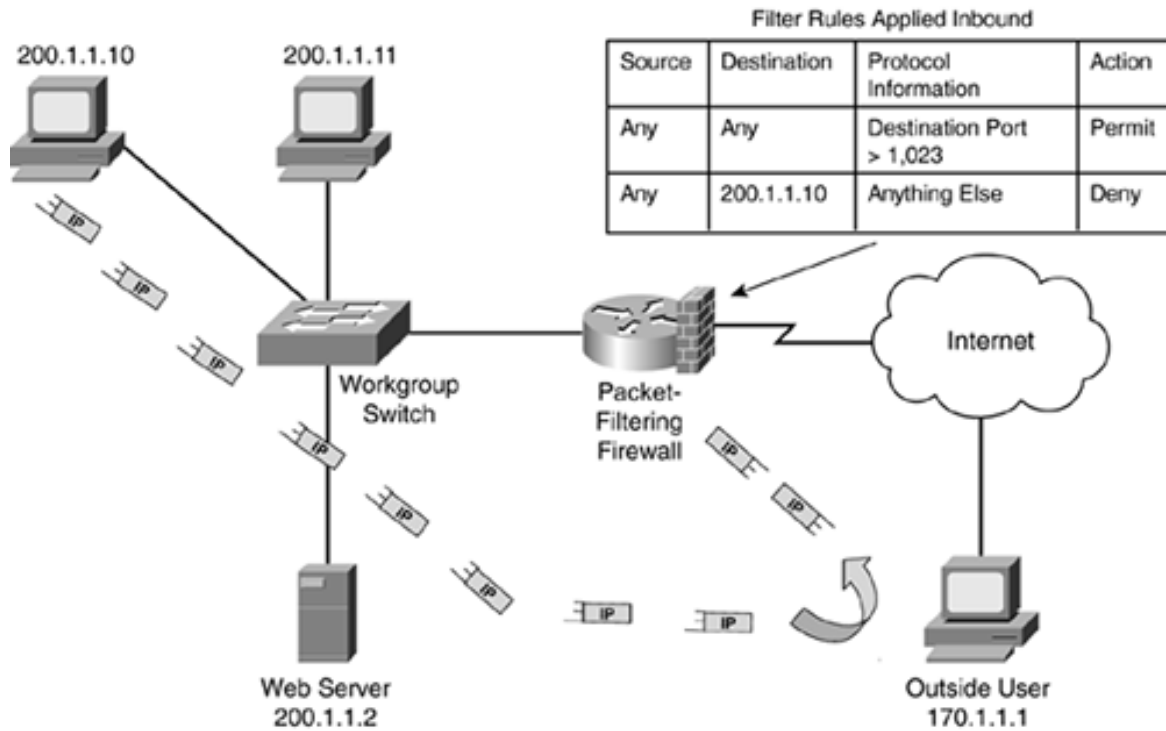 Filter Rules Applied Inbound
Source Destination Protocol Information Action
Any Any Destination Port > 1,023 Permit
Any 200.1.1.10 Anything Else Deny
200.1.1.10
200.1.1.11
IP
IP
IP
IP
IP
IP
IP
IP
IP
IP
Workgroup
Switch
Packet-
Filtering
Firewall
Internet
Web Server
200.1.1.2
Outside User
170.1.1.1